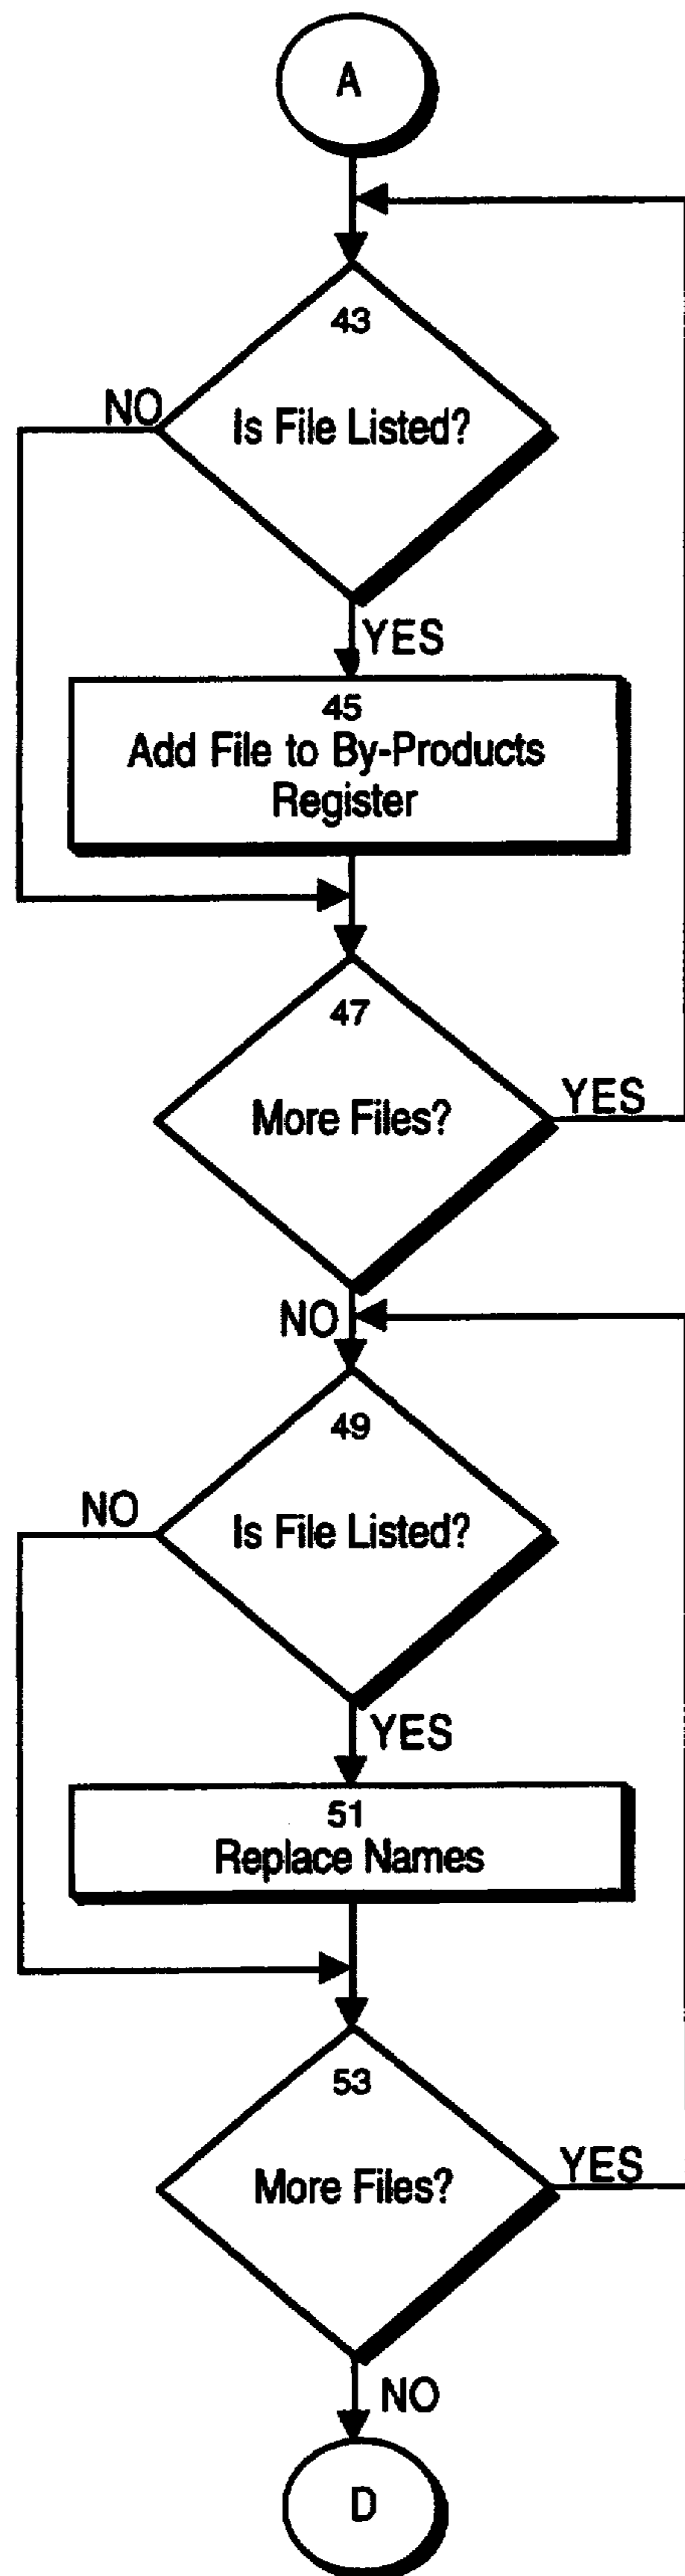 A
43
NO
Is File Listed?
YES
45
Add File to By-Products
Register
47
More Files?
YES
NO
49
NO
Is File Listed?
YES
51
Replace Names
53
More Files?
YES
NO
D